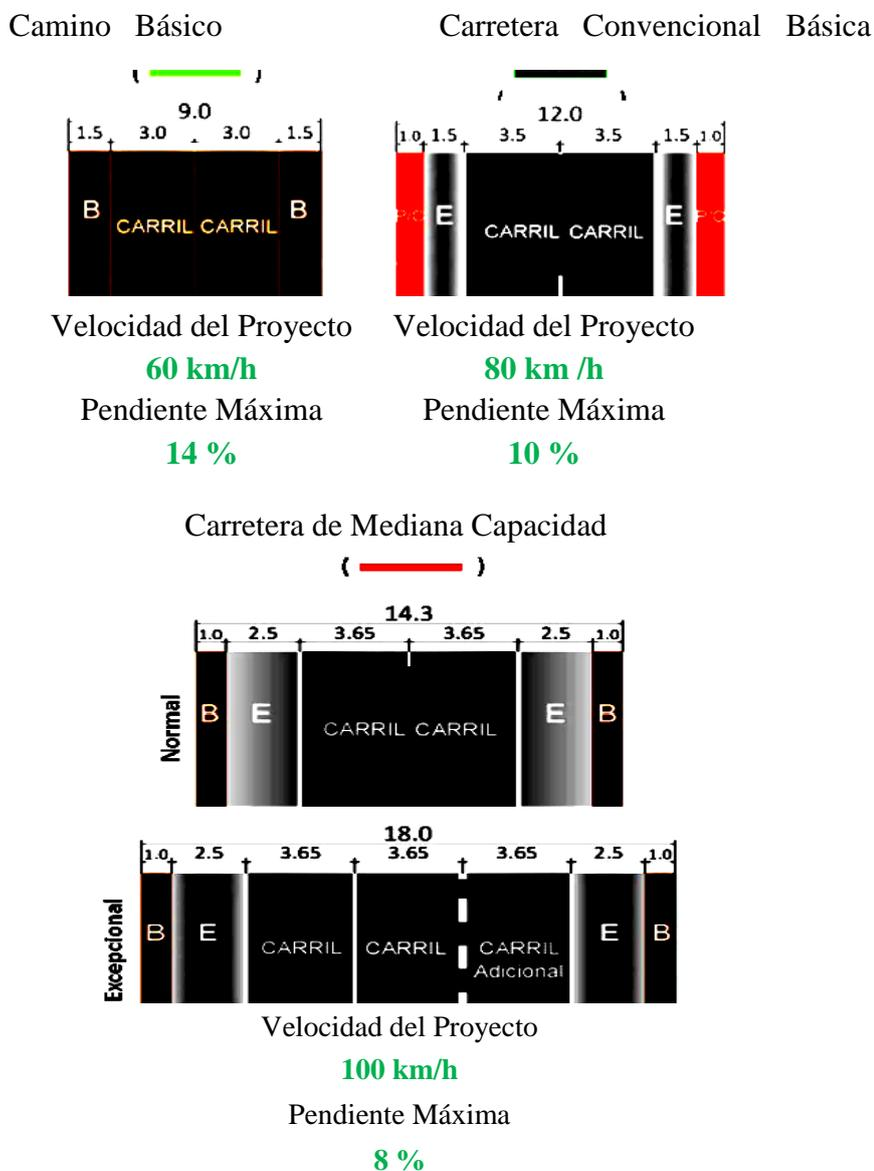 Camino Básico
Carretera Convencional Básica
( )
( )
9.0
1.5 3.0 3.0 1.5
B CARRIL CARRIL B
12.0
1.0 1.5 3.5 3.5 1.5 1.0
E CARRIL CARRIL E
Velocidad del Proyecto
60 km/h
Pendiente Máxima
14 %
Velocidad del Proyecto
80 km /h
Pendiente Máxima
10 %
Carretera de Mediana Capacidad
( )
Normal
14.3
1.0 2.5 3.65 3.65 2.5 1.0
B E CARRIL CARRIL E B
Excepcional
18.0
1.0 2.5 3.65 3.65 3.65 2.5 1.0
B E CARRIL CARRIL CARRIL E B
Adicional
Velocidad del Proyecto
100 km/h
Pendiente Máxima
8 %